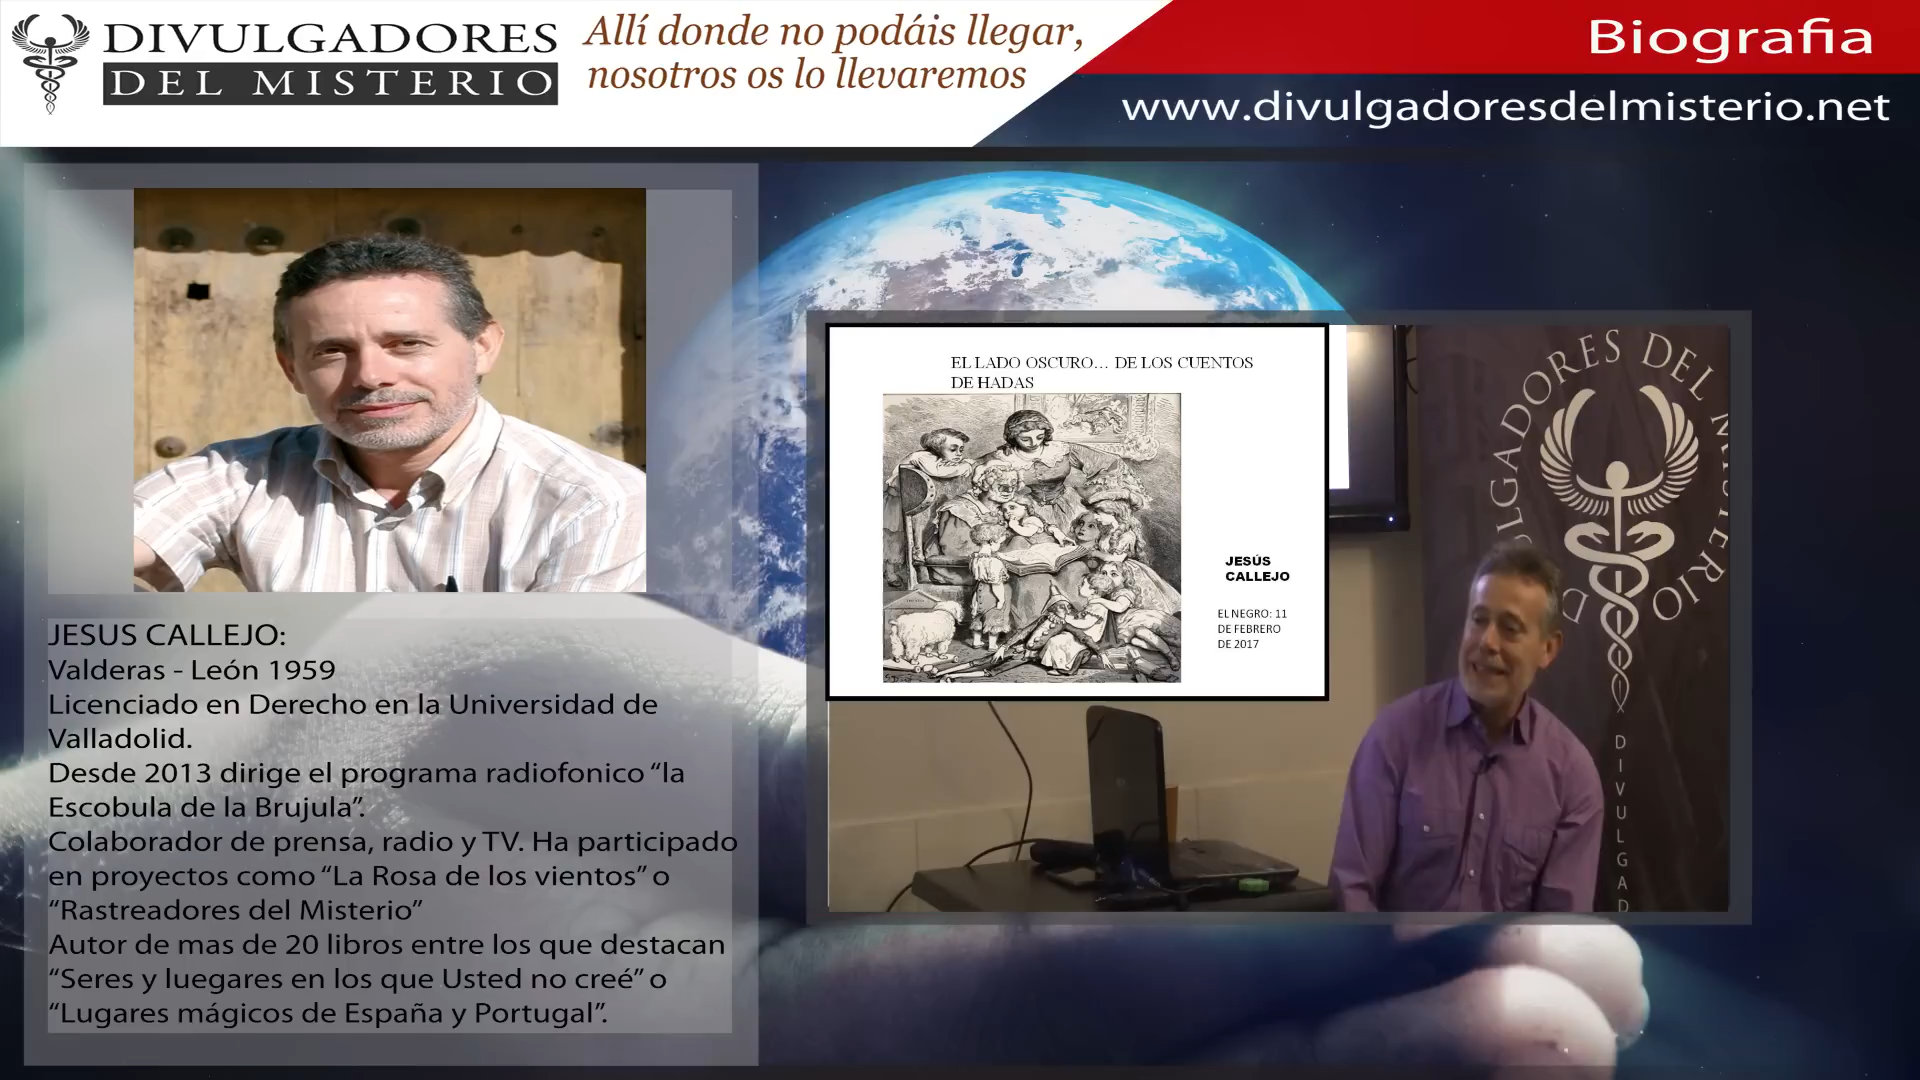 DIVULGADORES
DEL MISTERIO
Allí donde no podáis llegar,
nosotros os lo llevaremos
Biografia
www.divulgadoresdelmisterio.net
JESUS CALLEJO:
Valderas - León 1959
Licenciado en Derecho en la Universidad de
Valladolid.
Desde 2013 dirige el programa radiofonico “la
Escobula de la Brujula”.
Colaborador de prensa, radio y TV. Ha participado
en proyectos como “La Rosa de los vientos” o
“Rastreadores del Misterio”
Autor de mas de 20 libros entre los que destacan
“Seres y luegares en los que Usted no creé” o
“Lugares mágicos de España y Portugal”.
EL LADO OSCURO... DE LOS CUENTOS
DE HADAS
JESÚS
CALLEJO
EL NEGRO: 11
DE FEBRERO
DE 2017
DIVULGADORES DEL MISTERIO
DIVULGAD